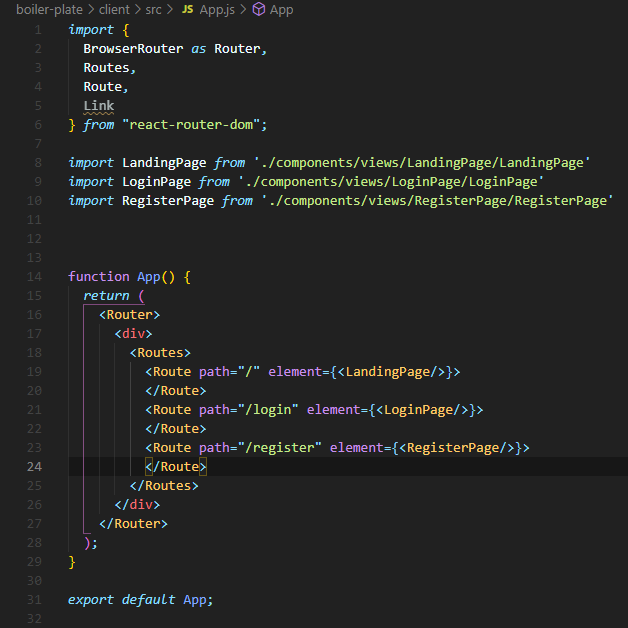 boiler-plate > client > src > JS App.js > App
1 import {
2   BrowserRouter as Router,
3   Routes,
4   Route,
5   Link
6 } from "react-router-dom";
7
8 import LandingPage from './components/views/LandingPage/LandingPage'
9 import LoginPage from './components/views/LoginPage/LoginPage'
10 import RegisterPage from './components/views/RegisterPage/RegisterPage'
11
12
13
14 function App() {
15   return (
16     <Router>
17       <div>
18         <Routes>
19           <Route path="/" element={<LandingPage/>}>
20           </Route>
21           <Route path="/login" element={<LoginPage/>}>
22           </Route>
23           <Route path="/register" element={<RegisterPage/>}>
24           </Route>
25         </Routes>
26       </div>
27     </Router>
28   );
29 }
30
31 export default App;
32